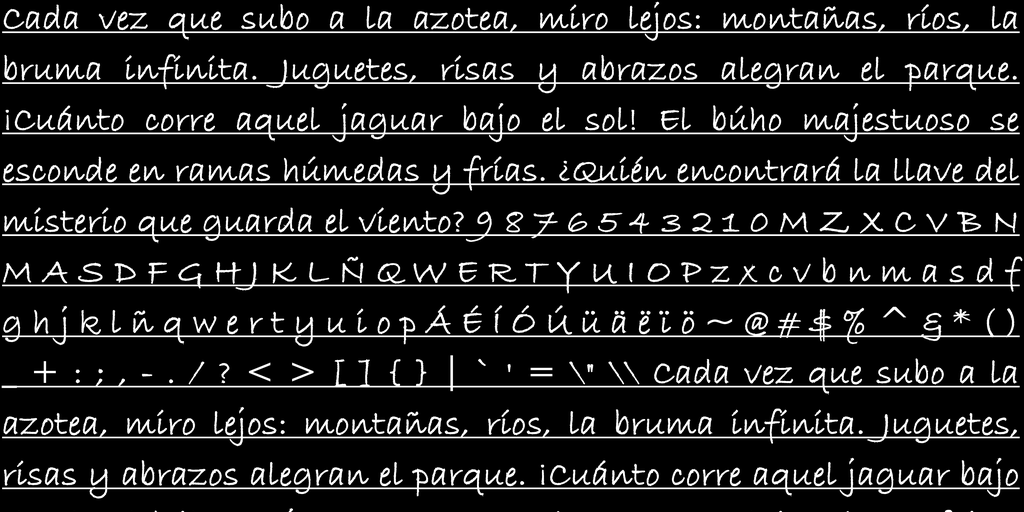 Cada vez que subo a la azotea, miro lejos: montañas, ríos, la
bruma infinita. Juguetes, risas y abrazos alegran el parque.
¡Cuánto corre aquel jaguar bajo el sol! El búho majestuoso se
esconde en ramas húmedas y frías. ¿Quién encontrará la llave del
misterio que guarda el viento? 9 8 7 6 5 4 3 2 1 0 M Z X C V B N
M A S D F G H J K L Ñ Q W E R T Y U I O P z x c v b n m a s d f
g h j k l ñ q w e r t y u i o p Á É Í Ó Ú ü ä ë ï ö ~ @ # $ % ^ & * ( )
_ + : ; , - . / ? < > [ ] { } | ` ' = \" \\ Cada vez que subo a la
azotea, miro lejos: montañas, ríos, la bruma infinita. Juguetes,
risas y abrazos alegran el parque. ¡Cuánto corre aquel jaguar bajo